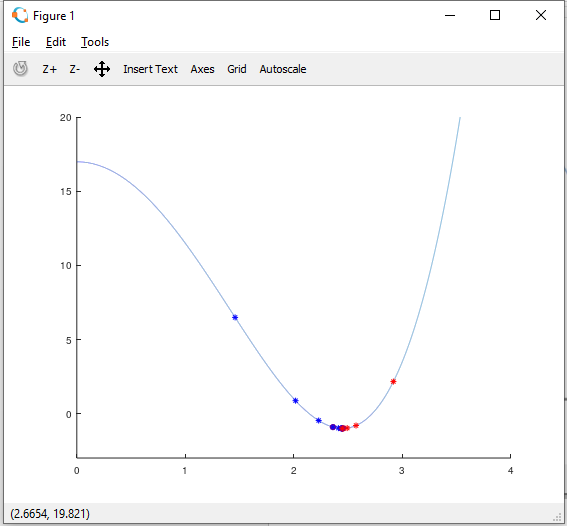 Figure 1
File Edit Tools
Z+ Z- Insert Text Axes Grid Autoscale
20
15
10
5
0
0 1 2 3 4
(2.6654, 19.821)